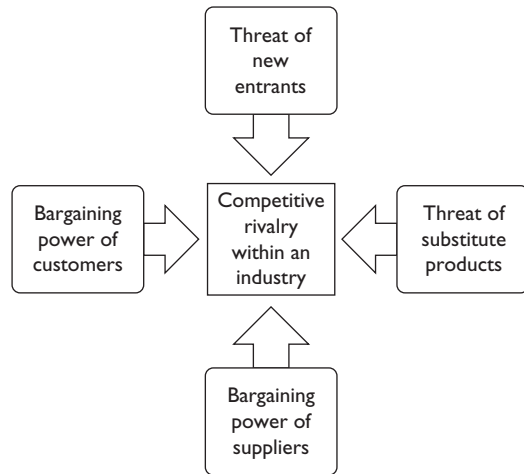 Threat of
new
entrants
Bargaining
power of
customers
Competitive
rivalry
within an
industry
Threat of
substitute
products
Bargaining
power of
suppliers